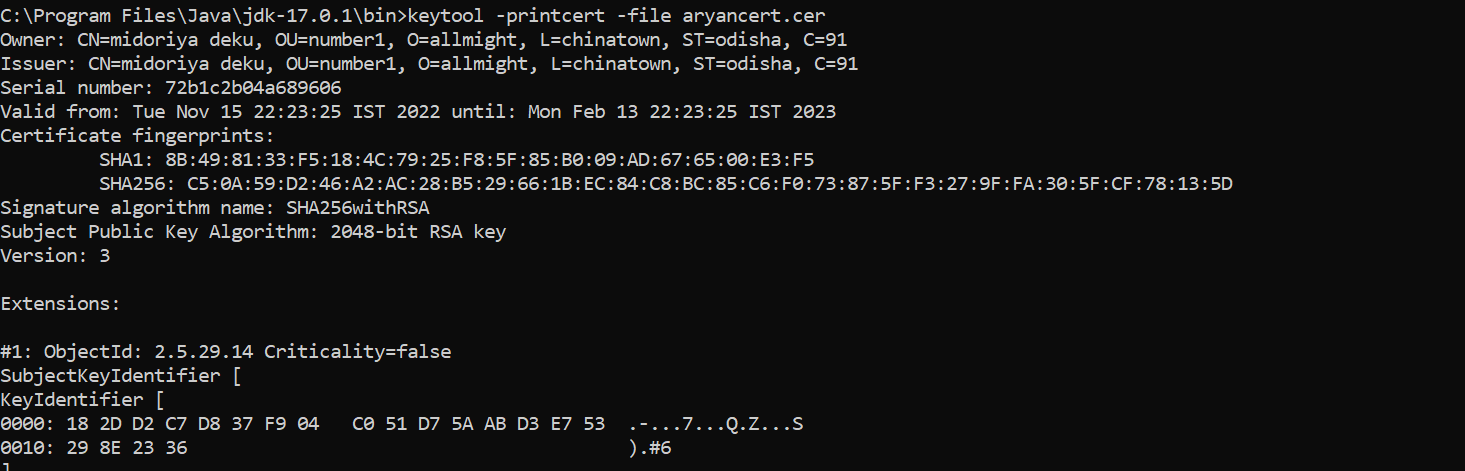 C:\Program Files\Java\jdk-17.0.1\bin>keytool -printcert -file aryancert.cer
Owner: CN=midoriya deku, OU=number1, O=allmight, L=chinatown, ST=odisha, C=91
Issuer: CN=midoriya deku, OU=number1, O=allmight, L=chinatown, ST=odisha, C=91
Serial number: 72b1c2b04a689606
Valid from: Tue Nov 15 22:23:25 IST 2022 until: Mon Feb 13 22:23:25 IST 2023
Certificate fingerprints:
         SHA1: 8B:49:81:33:F5:18:4C:79:25:F8:5F:85:B0:09:AD:67:65:00:E3:F5
         SHA256: C5:0A:59:D2:46:A2:AC:28:B5:29:66:1B:EC:84:C8:BC:85:C6:F0:73:87:5F:F3:27:9F:FA:30:5F:CF:78:13:5D
Signature algorithm name: SHA256withRSA
Subject Public Key Algorithm: 2048-bit RSA key
Version: 3

Extensions:

#1: ObjectId: 2.5.29.14 Criticality=false
SubjectKeyIdentifier [
KeyIdentifier [
0000: 18 2D D2 C7 D8 37 F9 04   C0 51 D7 5A AB D3 E7 53  .-...7...Q.Z...S
0010: 29 8E 23 36                                        ).#6
]